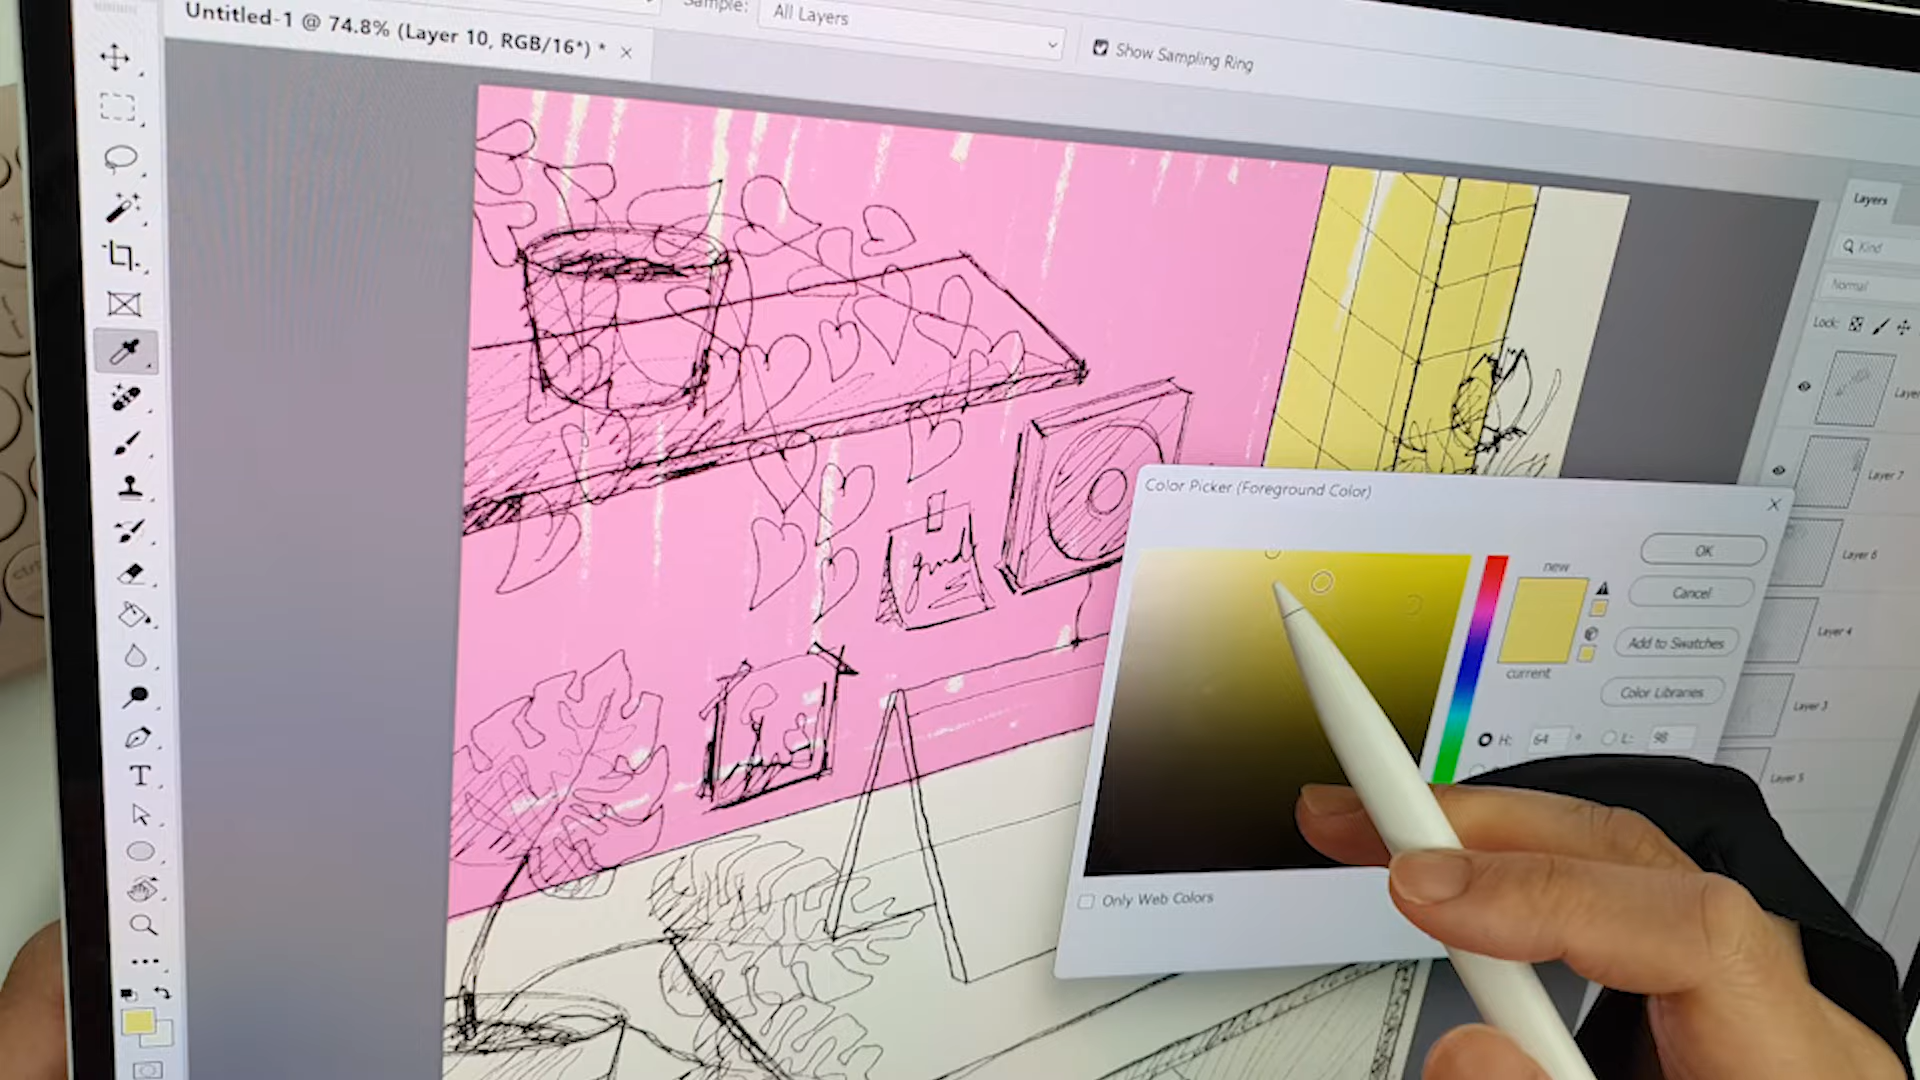 Untitled-1 @ 74.8% (Layer 10, RGB/16*) *
Sample:
All Layers
Show Sampling Ring
Layers
Kind
Normal
Lock:
Layer 7
Layer 6
Layer 4
Layer 3
Layer 5
Color Picker (Foreground Color)
new
current
OK
Cancel
Add to Swatches
Color Libraries
H: 64 °
L: 98
Only Web Colors
ctrl